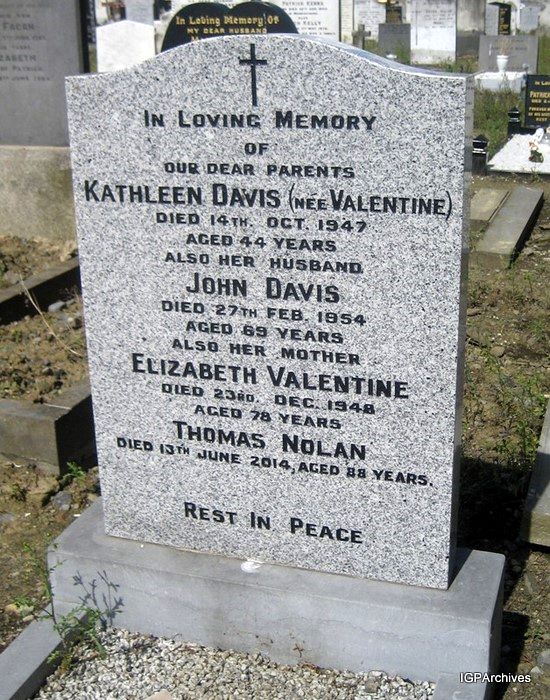 In Loving Memory
OF
OUR DEAR PARENTS
KATHLEEN DAVIS (NÉE VALENTINE)
DIED 14TH. OCT. 1947
AGED 44 YEARS
ALSO HER HUSBAND
JOHN DAVIS
DIED 27TH FEB. 1954
AGED 69 YEARS
ALSO HER MOTHER
ELIZABETH VALENTINE
DIED 23RD. DEC. 1948
AGED 78 YEARS
THOMAS NOLAN
DIED 13TH JUNE 2014, AGED 88 YEARS.
REST IN PEACE
In Loving Memory Of
MY DEAR HUSBAND
KELLY
IGPArchives